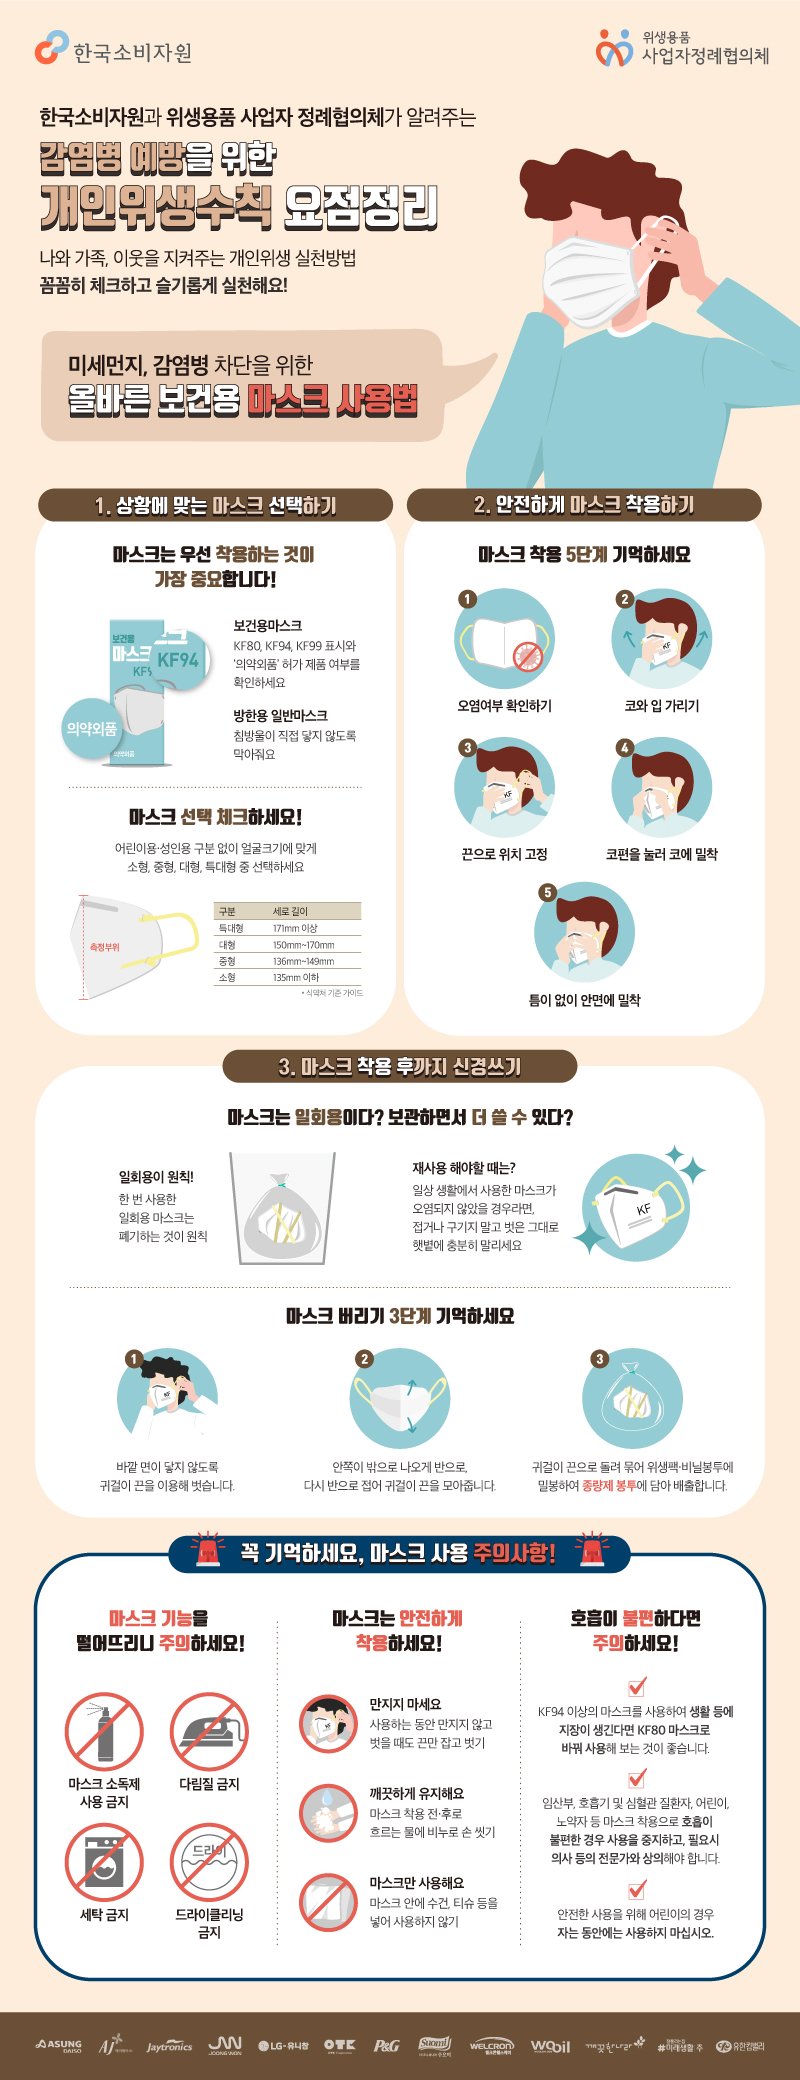 한국소비자원
위생용품
사업자정례협의체
한국소비자원과 위생용품 사업자 정례협의체가 알려주는
감염병 예방을 위한
개인위생수칙 요점정리
나와 가족, 이웃을 지켜주는 개인위생 실천방법
꼼꼼히 체크하고 슬기롭게 실천해요!
미세먼지, 감염병 차단을 위한
올바른 보건용 마스크 사용법
1. 상황에 맞는 마스크 선택하기
마스크는 우선 착용하는 것이
가장 중요합니다!
보건용
마스크
KF94
의약외품
의약외품
보건용마스크
KF80, KF94, KF99 표시와
'의약외품' 허가 제품 여부를
확인하세요
방한용 일반마스크
침방울이 직접 닿지 않도록
막아줘요
마스크 선택 체크하세요!
어린이용·성인용 구분 없이 얼굴크기에 맞게
소형, 중형, 대형, 특대형 중 선택하세요
측정부위
구분 세로 길이
특대형 171mm 이상
대형 150mm~170mm
중형 136mm~149mm
소형 135mm 이하
* 식약처 기준 가이드
2. 안전하게 마스크 착용하기
마스크 착용 5단계 기억하세요
1
오염여부 확인하기
2
KF
코와 입 가리기
3
KF
끈으로 위치 고정
4
KF
코편을 눌러 코에 밀착
5
틈이 없이 안면에 밀착
3. 마스크 착용 후까지 신경쓰기
마스크는 일회용이다? 보관하면서 더 쓸 수 있다?
일회용이 원칙!
한 번 사용한
일회용 마스크는
폐기하는 것이 원칙
재사용 해야할 때는?
일상 생활에서 사용한 마스크가
오염되지 않았을 경우라면,
접거나 구기지 말고 벗은 그대로
햇볕에 충분히 말리세요
KF
마스크 버리기 3단계 기억하세요
1
KF
바깥 면이 닿지 않도록
귀걸이 끈을 이용해 벗습니다.
2
안쪽이 밖으로 나오게 반으로,
다시 반으로 접어 귀걸이 끈을 모아줍니다.
3
귀걸이 끈으로 돌려 묶어 위생팩·비닐봉투에
밀봉하여 종량제 봉투에 담아 배출합니다.
꼭 기억하세요, 마스크 사용 주의사항!
마스크 기능을
떨어뜨리니 주의하세요!
마스크 소독제
사용 금지
다림질 금지
세탁 금지
드라이
드라이클리닝
금지
마스크는 안전하게
착용하세요!
KF
만지지 마세요
사용하는 동안 만지지 않고
벗을 때도 끈만 잡고 벗기
깨끗하게 유지해요
마스크 착용 전·후로
흐르는 물에 비누로 손 씻기
마스크만 사용해요
마스크 안에 수건, 티슈 등을
넣어 사용하지 않기
호흡이 불편하다면
주의하세요!
KF94 이상의 마스크를 사용하여 생활 등에
지장이 생긴다면 KF80 마스크로
바꿔 사용해 보는 것이 좋습니다.
임산부, 호흡기 및 심혈관 질환자, 어린이,
노약자 등 마스크 착용으로 호흡이
불편한 경우 사용을 중지하고, 필요시
의사 등의 전문가와 상의해야 합니다.
안전한 사용을 위해 어린이의 경우
자는 동안에는 사용하지 마십시오.
ASUNG DAISO
AJ
Jaytronics
JOONG WON
LG-유니참
OTK
P&G
Suomi
WELCRON
woobil
깨끗한나라
#미래생활 주
유한킴벌리